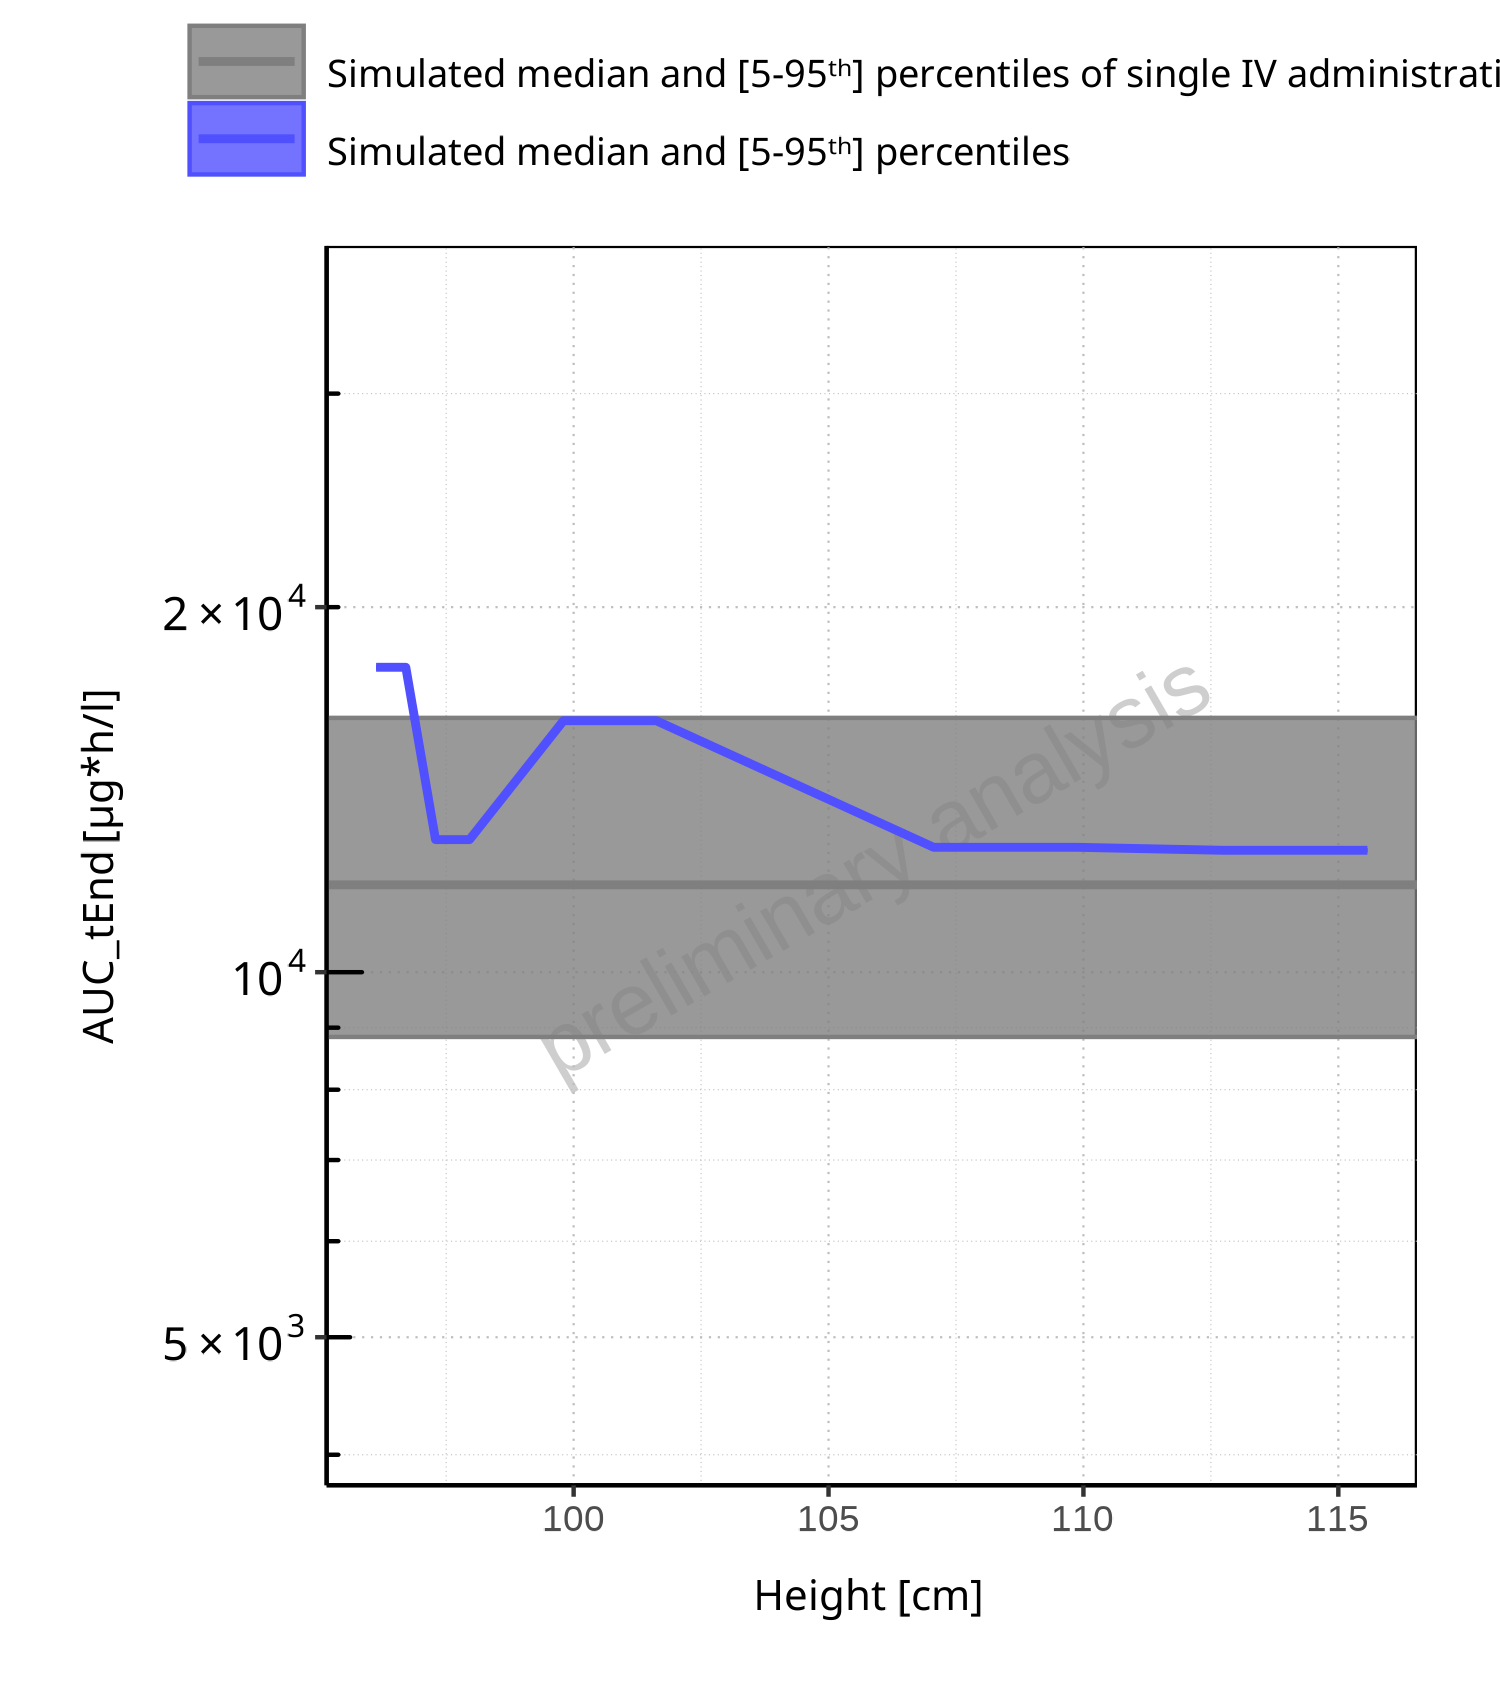 Simulated median and [5-95ᵗʰ] percentiles of single IV administrati
Simulated median and [5-95ᵗʰ] percentiles
2×10⁴
10⁴
5×10³
AUC_tEnd [µg*h/l]
preliminary analysis
100 105 110 115
Height [cm]